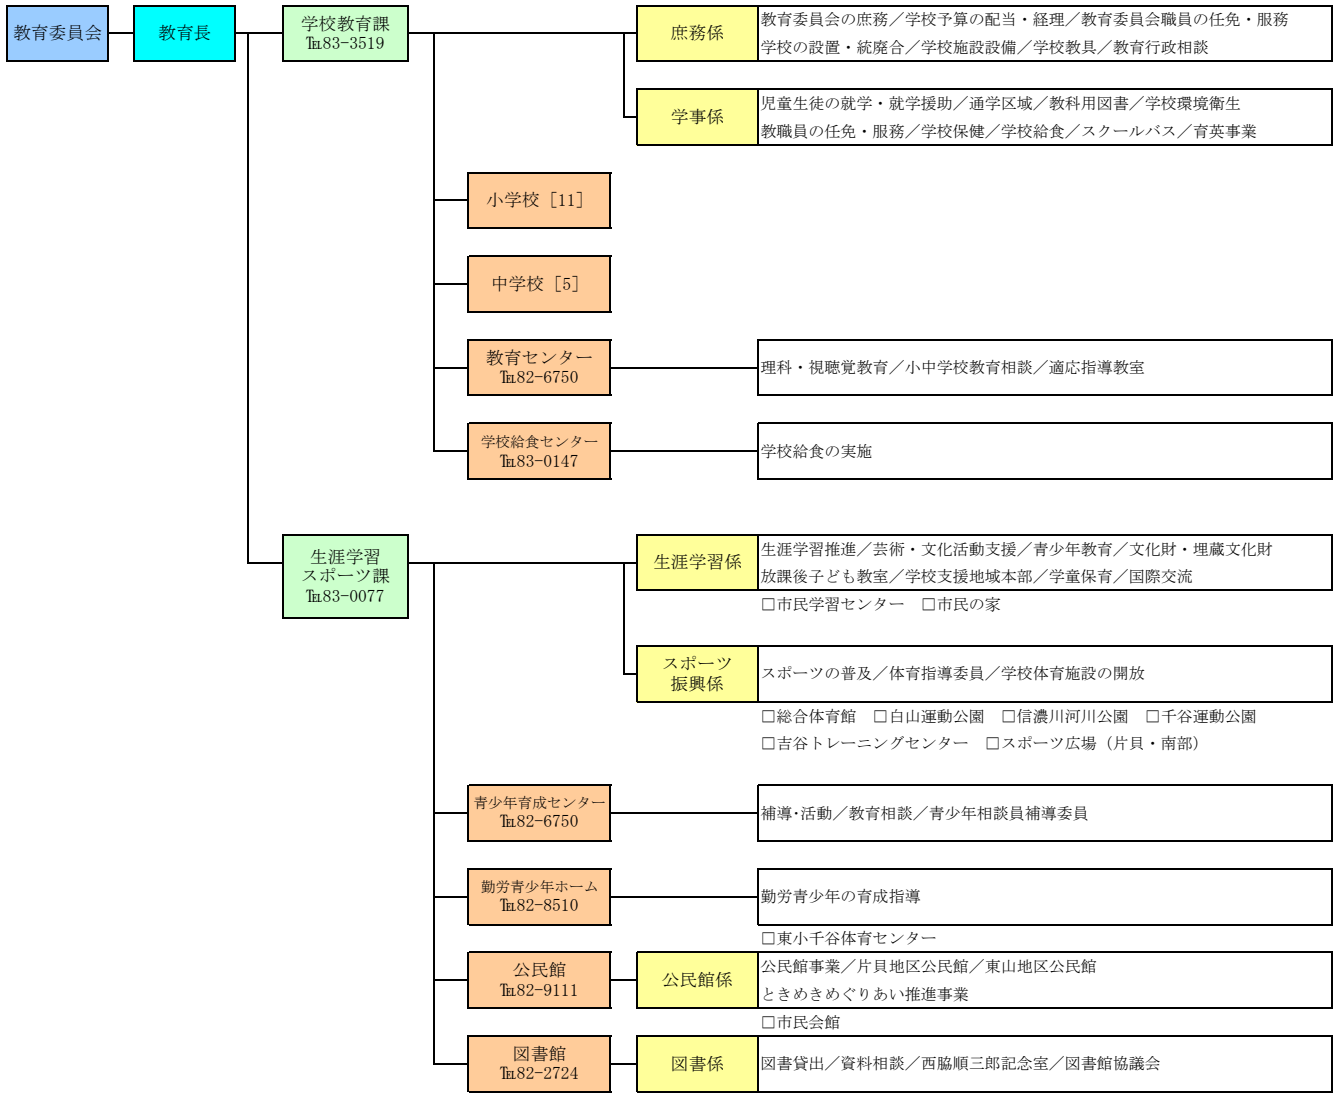 教育委員会
教育長
学校教育課
℡83-3519
庶務係
教育委員会の庶務／学校予算の配当・経理／教育委員会職員の任免・服務
学校の設置・統廃合／学校施設設備／学校教具／教育行政相談
学事係
児童生徒の就学・就学援助／通学区域／教科用図書／学校環境衛生
教職員の任免・服務／学校保健／学校給食／スクールバス／育英事業
小学校［11］
中学校［5］
教育センター
℡82-6750
理科・視聴覚教育／小中学校教育相談／適応指導教室
学校給食センター
℡83-0147
学校給食の実施
生涯学習
スポーツ課
℡83-0077
生涯学習係
生涯学習推進／芸術・文化活動支援／青少年教育／文化財・埋蔵文化財
放課後子ども教室／学校支援地域本部／学童保育／国際交流
□市民学習センター　□市民の家
スポーツ
振興係
スポーツの普及／体育指導委員／学校体育施設の開放
□総合体育館　□白山運動公園　□信濃川河川公園　□千谷運動公園
□吉谷トレーニングセンター　□スポーツ広場（片貝・南部）
青少年育成センター
℡82-6750
補導･活動／教育相談／青少年相談員補導委員
勤労青少年ホーム
℡82-8510
勤労青少年の育成指導
□東小千谷体育センター
公民館
℡82-9111
公民館係
公民館事業／片貝地区公民館／東山地区公民館
ときめきめぐりあい推進事業
□市民会館
図書館
℡82-2724
図書係
図書貸出／資料相談／西脇順三郎記念室／図書館協議会